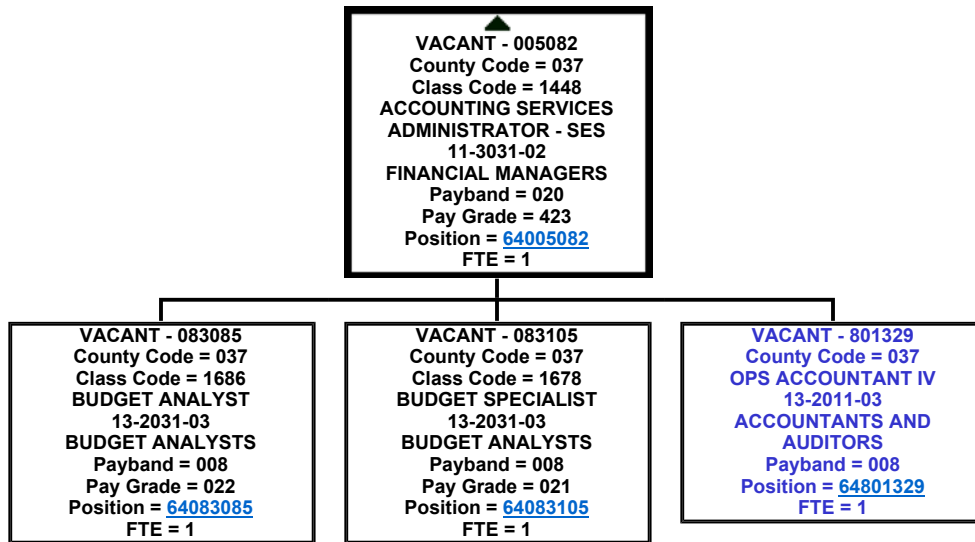 VACANT - 005082
County Code = 037
Class Code = 1448
ACCOUNTING SERVICES
ADMINISTRATOR - SES
11-3031-02
FINANCIAL MANAGERS
Payband = 020
Pay Grade = 423
Position = 64005082
FTE = 1
VACANT - 083085
County Code = 037
Class Code = 1686
BUDGET ANALYST
13-2031-03
BUDGET ANALYSTS
Payband = 008
Pay Grade = 022
Position = 64083085
FTE = 1
VACANT - 083105
County Code = 037
Class Code = 1678
BUDGET SPECIALIST
13-2031-03
BUDGET ANALYSTS
Payband = 008
Pay Grade = 021
Position = 64083105
FTE = 1
VACANT - 801329
County Code = 037
OPS ACCOUNTANT IV
13-2011-03
ACCOUNTANTS AND
AUDITORS
Payband = 008
Position = 64801329
FTE = 1